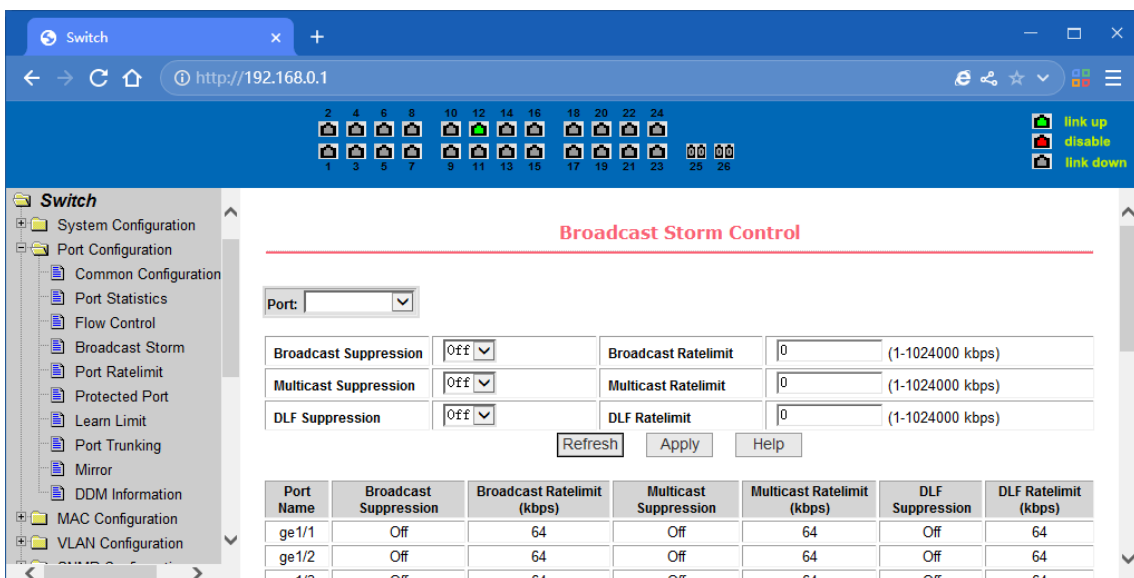 Switch
http://192.168.0.1
2 4 6 8 10 12 14 16 18 20 22 24
1 3 5 7 9 11 13 15 17 19 21 23 25 26
link up
disable
link down
Switch
System Configuration
Port Configuration
Common Configuration
Port Statistics
Flow Control
Broadcast Storm
Port Ratelimit
Protected Port
Learn Limit
Port Trunking
Mirror
DDM Information
MAC Configuration
VLAN Configuration
Broadcast Storm Control
Port:
Broadcast Suppression Off Broadcast Ratelimit 0 (1-1024000 kbps)
Multicast Suppression Off Multicast Ratelimit 0 (1-1024000 kbps)
DLF Suppression Off DLF Ratelimit 0 (1-1024000 kbps)
Refresh Apply Help
Port Name Broadcast Suppression Broadcast Ratelimit (kbps) Multicast Suppression Multicast Ratelimit (kbps) DLF Suppression DLF Ratelimit (kbps)
ge1/1 Off 64 Off 64 Off 64
ge1/2 Off 64 Off 64 Off 64